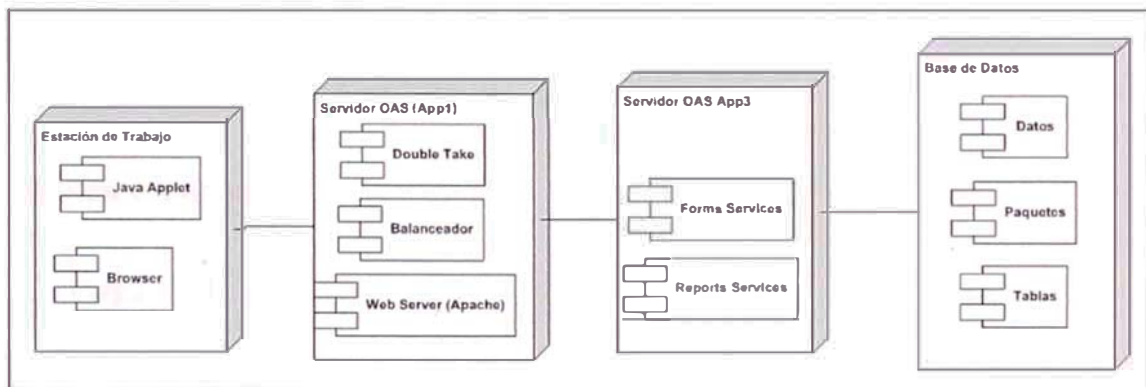 Estación de Trabajo
Java Applet
Browser
Servidor OAS (App1)
Double Take
Balanceador
Web Server (Apache)
Servidor OAS App3
Forms Services
Reports Services
Base de Datos
Datos
Paquetes
Tablas